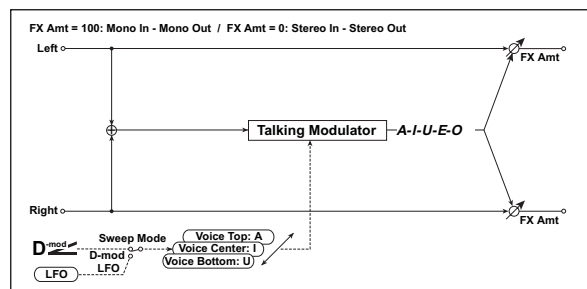 FX Amt = 100: Mono In - Mono Out / FX Amt = 0: Stereo In - Stereo Out
Left
FX Amt
Talking Modulator
A-I-U-E-O
Right
FX Amt
D-mod
Sweep Mode
D-mod
LFO
LFO
Voice Top: A
Voice Center: I
Voice Bottom: U